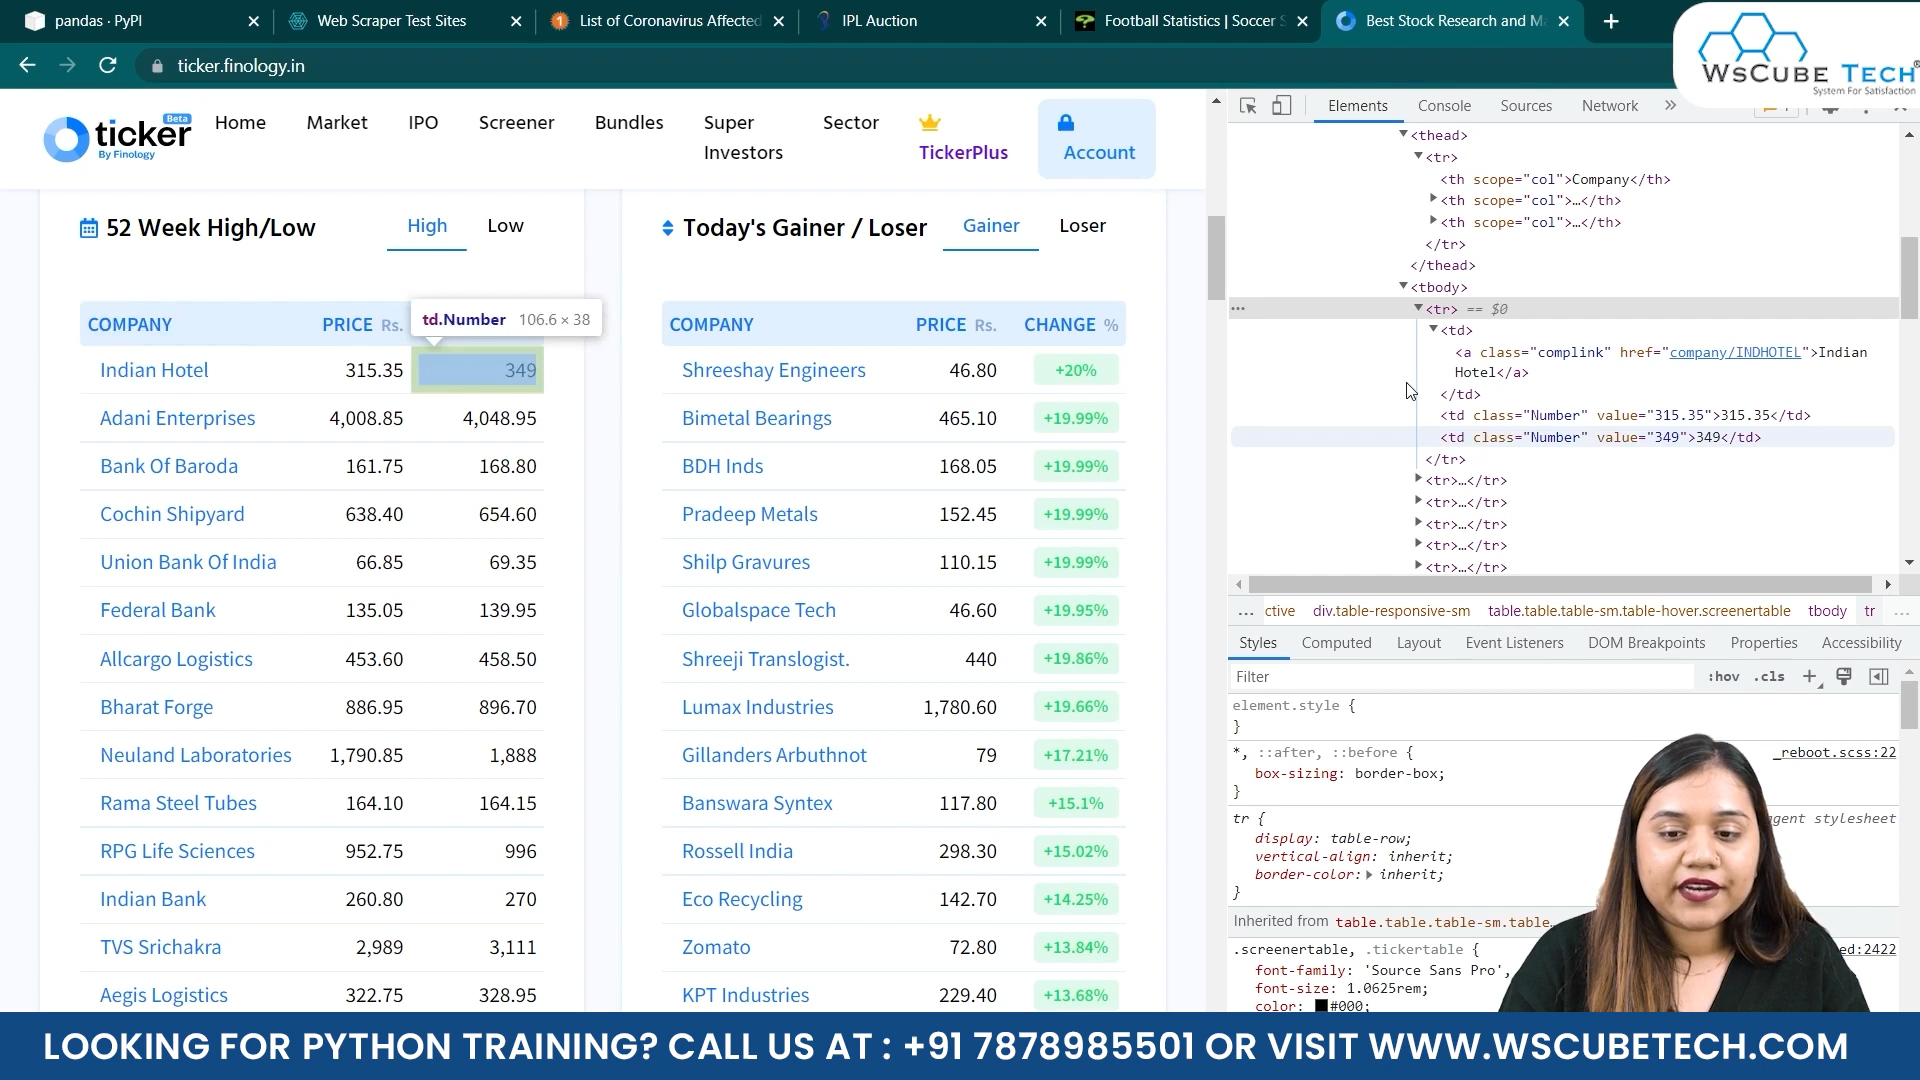 pandas · PyPI
Web Scraper Test Sites
List of Coronavirus Affected
IPL Auction
Football Statistics | Soccer S
Best Stock Research and M
WsCube Tech®
System For Satisfaction
ticker.finology.in
ticker Beta
By Finology
Home
Market
IPO
Screener
Bundles
Super Investors
Sector
TickerPlus
Account
52 Week High/Low
High
Low
COMPANY PRICE Rs.
td.Number 106.6 × 38
Indian Hotel 315.35 349
Adani Enterprises 4,008.85 4,048.95
Bank Of Baroda 161.75 168.80
Cochin Shipyard 638.40 654.60
Union Bank Of India 66.85 69.35
Federal Bank 135.05 139.95
Allcargo Logistics 453.60 458.50
Bharat Forge 886.95 896.70
Neuland Laboratories 1,790.85 1,888
Rama Steel Tubes 164.10 164.15
RPG Life Sciences 952.75 996
Indian Bank 260.80 270
TVS Srichakra 2,989 3,111
Aegis Logistics 322.75 328.95
Today's Gainer / Loser
Gainer
Loser
COMPANY PRICE Rs. CHANGE %
Shreeshay Engineers 46.80 +20%
Bimetal Bearings 465.10 +19.99%
BDH Inds 168.05 +19.99%
Pradeep Metals 152.45 +19.99%
Shilp Gravures 110.15 +19.99%
Globalspace Tech 46.60 +19.95%
Shreeji Translogist. 440 +19.86%
Lumax Industries 1,780.60 +19.66%
Gillanders Arbuthnot 79 +17.21%
Banswara Syntex 117.80 +15.1%
Rossell India 298.30 +15.02%
Eco Recycling 142.70 +14.25%
Zomato 72.80 +13.84%
KPT Industries 229.40 +13.68%
Elements Console Sources Network »
<thead>
<tr>
<th scope="col">Company</th>
<th scope="col">…</th>
<th scope="col">…</th>
</tr>
</thead>
<tbody>
<tr> == $0
<td>
<a class="complink" href="company/INDHOTEL">Indian
Hotel</a>
</td>
<td class="Number" value="315.35">315.35</td>
<td class="Number" value="349">349</td>
</tr>
<tr>…</tr>
<tr>…</tr>
<tr>…</tr>
<tr>…</tr>
<tr>…</tr>
... ctive div.table-responsive-sm table.table.table-sm.table-hover.screenertable tbody tr ...
Styles Computed Layout Event Listeners DOM Breakpoints Properties Accessibility
Filter :hov .cls +
element.style {
}
*, ::after, ::before { _reboot.scss:22
box-sizing: border-box;
}
tr { agent stylesheet
display: table-row;
vertical-align: inherit;
border-color: inherit;
}
Inherited from table.table.table-sm.table…
.screenertable, .tickertable { ed:2422
font-family: 'Source Sans Pro',
font-size: 1.0625rem;
color: #000;
LOOKING FOR PYTHON TRAINING? CALL US AT : +91 7878985501 OR VISIT WWW.WSCUBETECH.COM